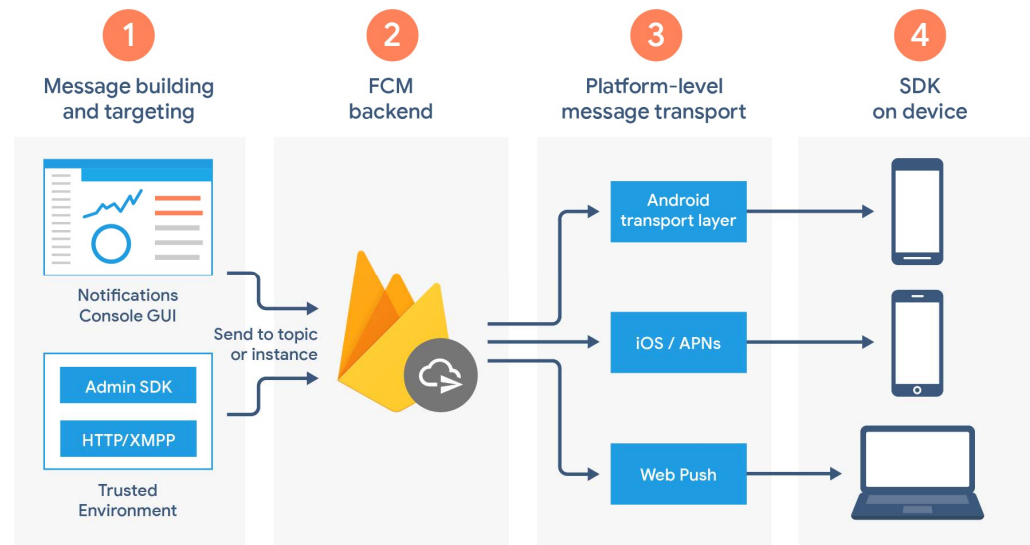 1
Message building
and targeting
2
FCM
backend
3
Platform-level
message transport
4
SDK
on device
Notifications
Console GUI
Send to topic
or instance
Admin SDK
HTTP/XMPP
Trusted
Environment
Android
transport layer
iOS / APNs
Web Push